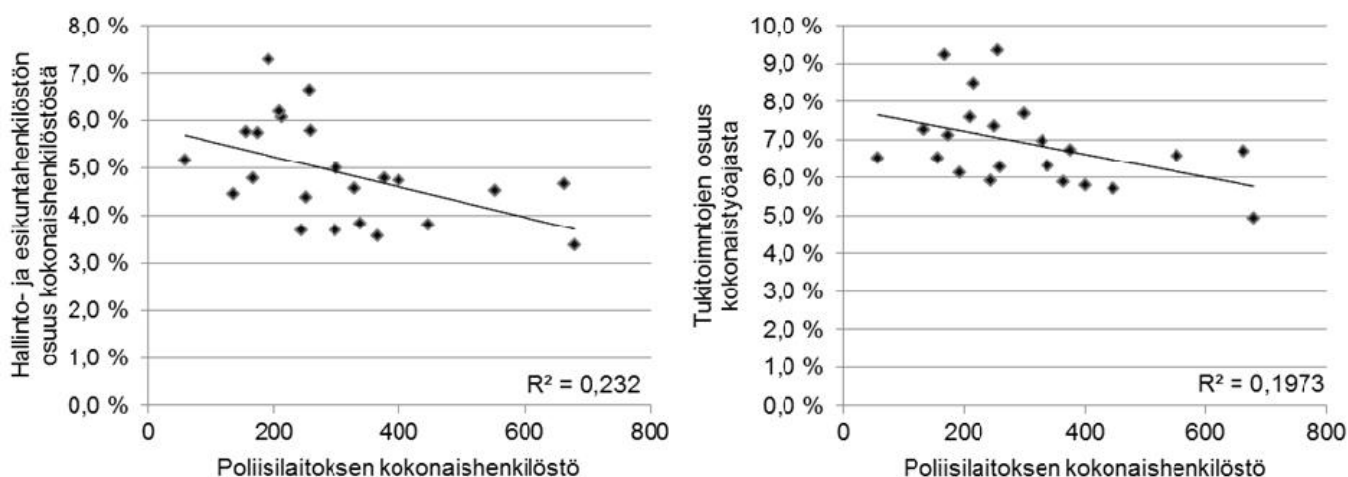 Hallinto- ja esikuntahenkilöstön
osuus kokonaishenkilöstöstä
8,0 %
7,0 %
6,0 %
5,0 %
4,0 %
3,0 %
2,0 %
1,0 %
0,0 %
R² = 0,232
0 200 400 600 800
Poliisilaitoksen kokonaishenkilöstö
Tukitoimntojen osuus
kokonaistyöajasta
10,0 %
9,0 %
8,0 %
7,0 %
6,0 %
5,0 %
4,0 %
3,0 %
2,0 %
1,0 %
0,0 %
R² = 0,1973
0 200 400 600 800
Poliisilaitoksen kokonaishenkilöstö